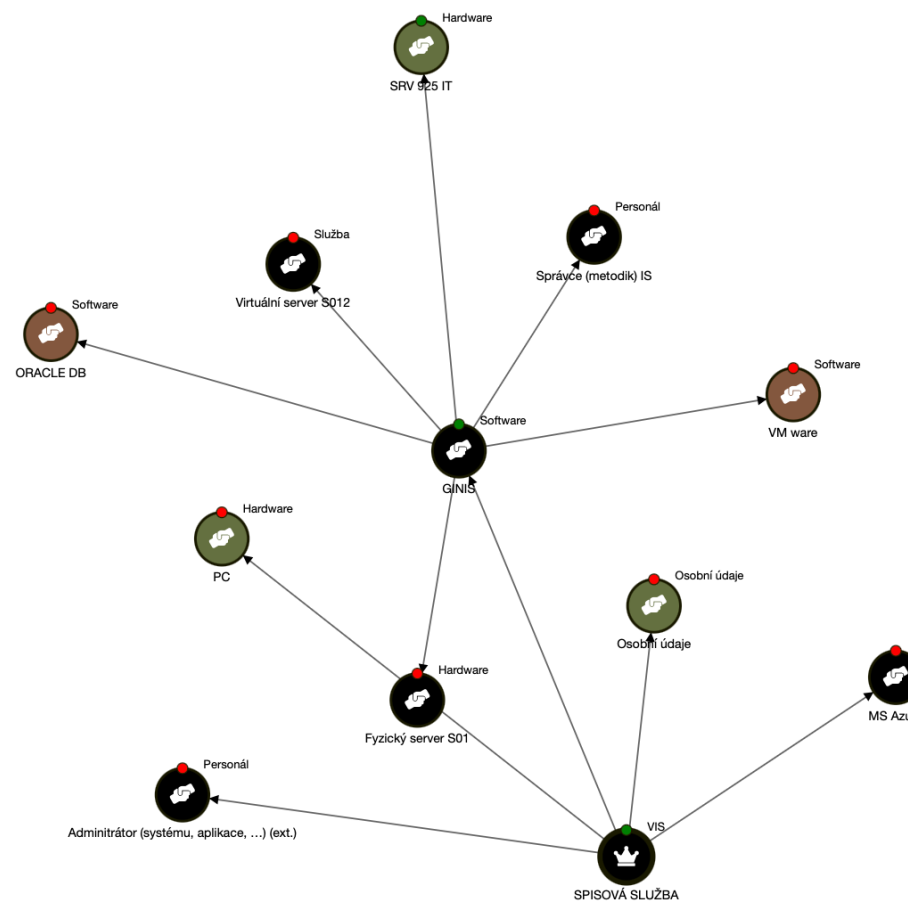 Hardware
SRV 925 IT
Personál
Správce (metodik) IS
Služba
Virtuální server S012
Software
ORACLE DB
Software
VM ware
Software
GINIS
Hardware
PC
Osobní údaje
Osobní údaje
Hardware
Fyzický server S01
MS Azu
Personál
Adminitrátor (systému, aplikace, ...) (ext.)
VIS
SPISOVÁ SLUŽBA